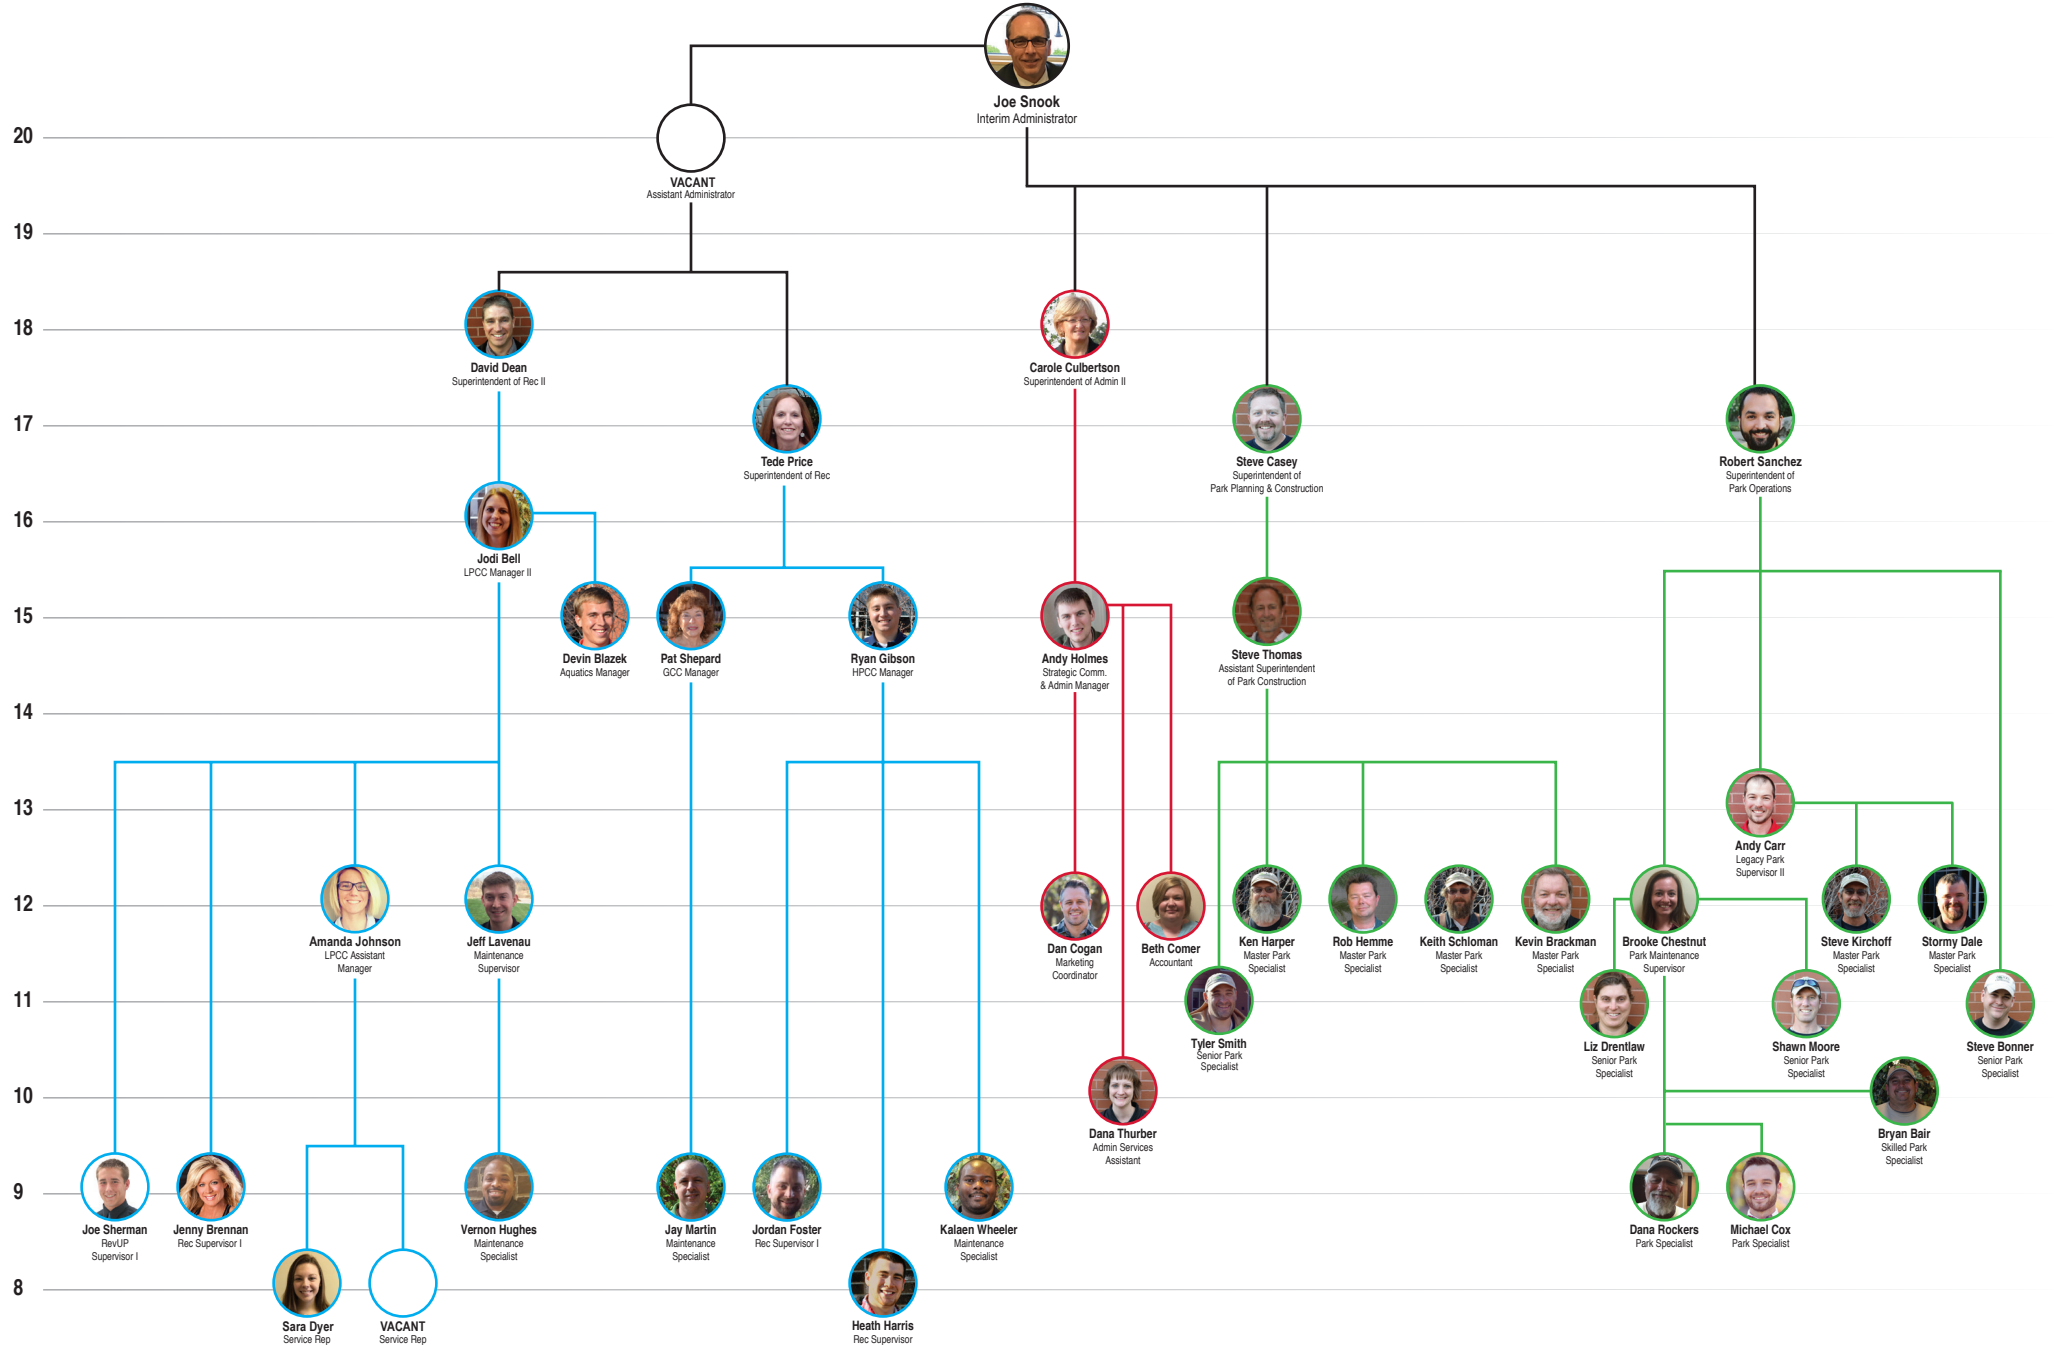 Joe Snook
Interim Administrator
20
VACANT
Assistant Administrator
19
18
David Dean
Superintendent of Rec II
Carole Culbertson
Superintendent of Admin II
17
Tede Price
Superintendent of Rec
Steve Casey
Superintendent of
Park Planning & Construction
Robert Sanchez
Superintendent of
Park Operations
16
Jodi Bell
LPCC Manager II
15
Devin Blazek
Aquatics Manager
Pat Shepard
GCC Manager
Ryan Gibson
HPCC Manager
Andy Holmes
Strategic Comm.
& Admin Manager
Steve Thomas
Assistant Superintendent
of Park Construction
14
13
Andy Carr
Legacy Park
Supervisor II
12
Amanda Johnson
LPCC Assistant
Manager
Jeff Lavenau
Maintenance
Supervisor
Dan Cogan
Marketing
Coordinator
Beth Comer
Accountant
Ken Harper
Master Park
Specialist
Rob Hemme
Master Park
Specialist
Keith Schloman
Master Park
Specialist
Kevin Brackman
Master Park
Specialist
Brooke Chestnut
Park Maintenance
Supervisor
Steve Kirchoff
Master Park
Specialist
Stormy Dale
Master Park
Specialist
11
Tyler Smith
Senior Park
Specialist
Liz Drentlaw
Senior Park
Specialist
Shawn Moore
Senior Park
Specialist
Steve Bonner
Senior Park
Specialist
10
Dana Thurber
Admin Services
Assistant
Bryan Bair
Skilled Park
Specialist
9
Joe Sherman
RevUP
Supervisor I
Jenny Brennan
Rec Supervisor I
Vernon Hughes
Maintenance
Specialist
Jay Martin
Maintenance
Specialist
Jordan Foster
Rec Supervisor I
Kalaen Wheeler
Maintenance
Specialist
Dana Rockers
Park Specialist
Michael Cox
Park Specialist
8
Sara Dyer
Service Rep
VACANT
Service Rep
Heath Harris
Rec Supervisor